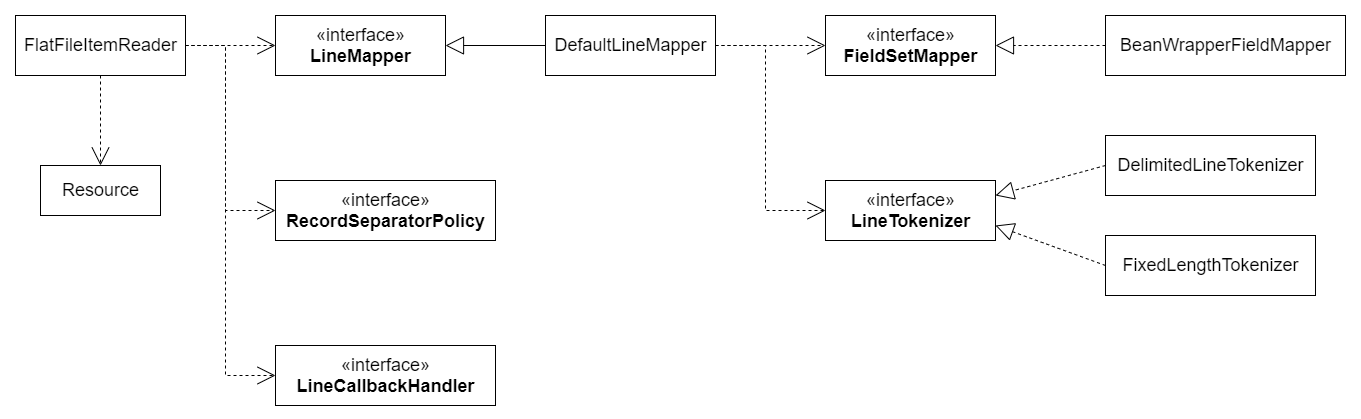 FlatFileItemReader
«interface»
LineMapper
DefaultLineMapper
«interface»
FieldSetMapper
BeanWrapperFieldMapper
Resource
«interface»
RecordSeparatorPolicy
«interface»
LineTokenizer
DelimitedLineTokenizer
FixedLengthTokenizer
«interface»
LineCallbackHandler